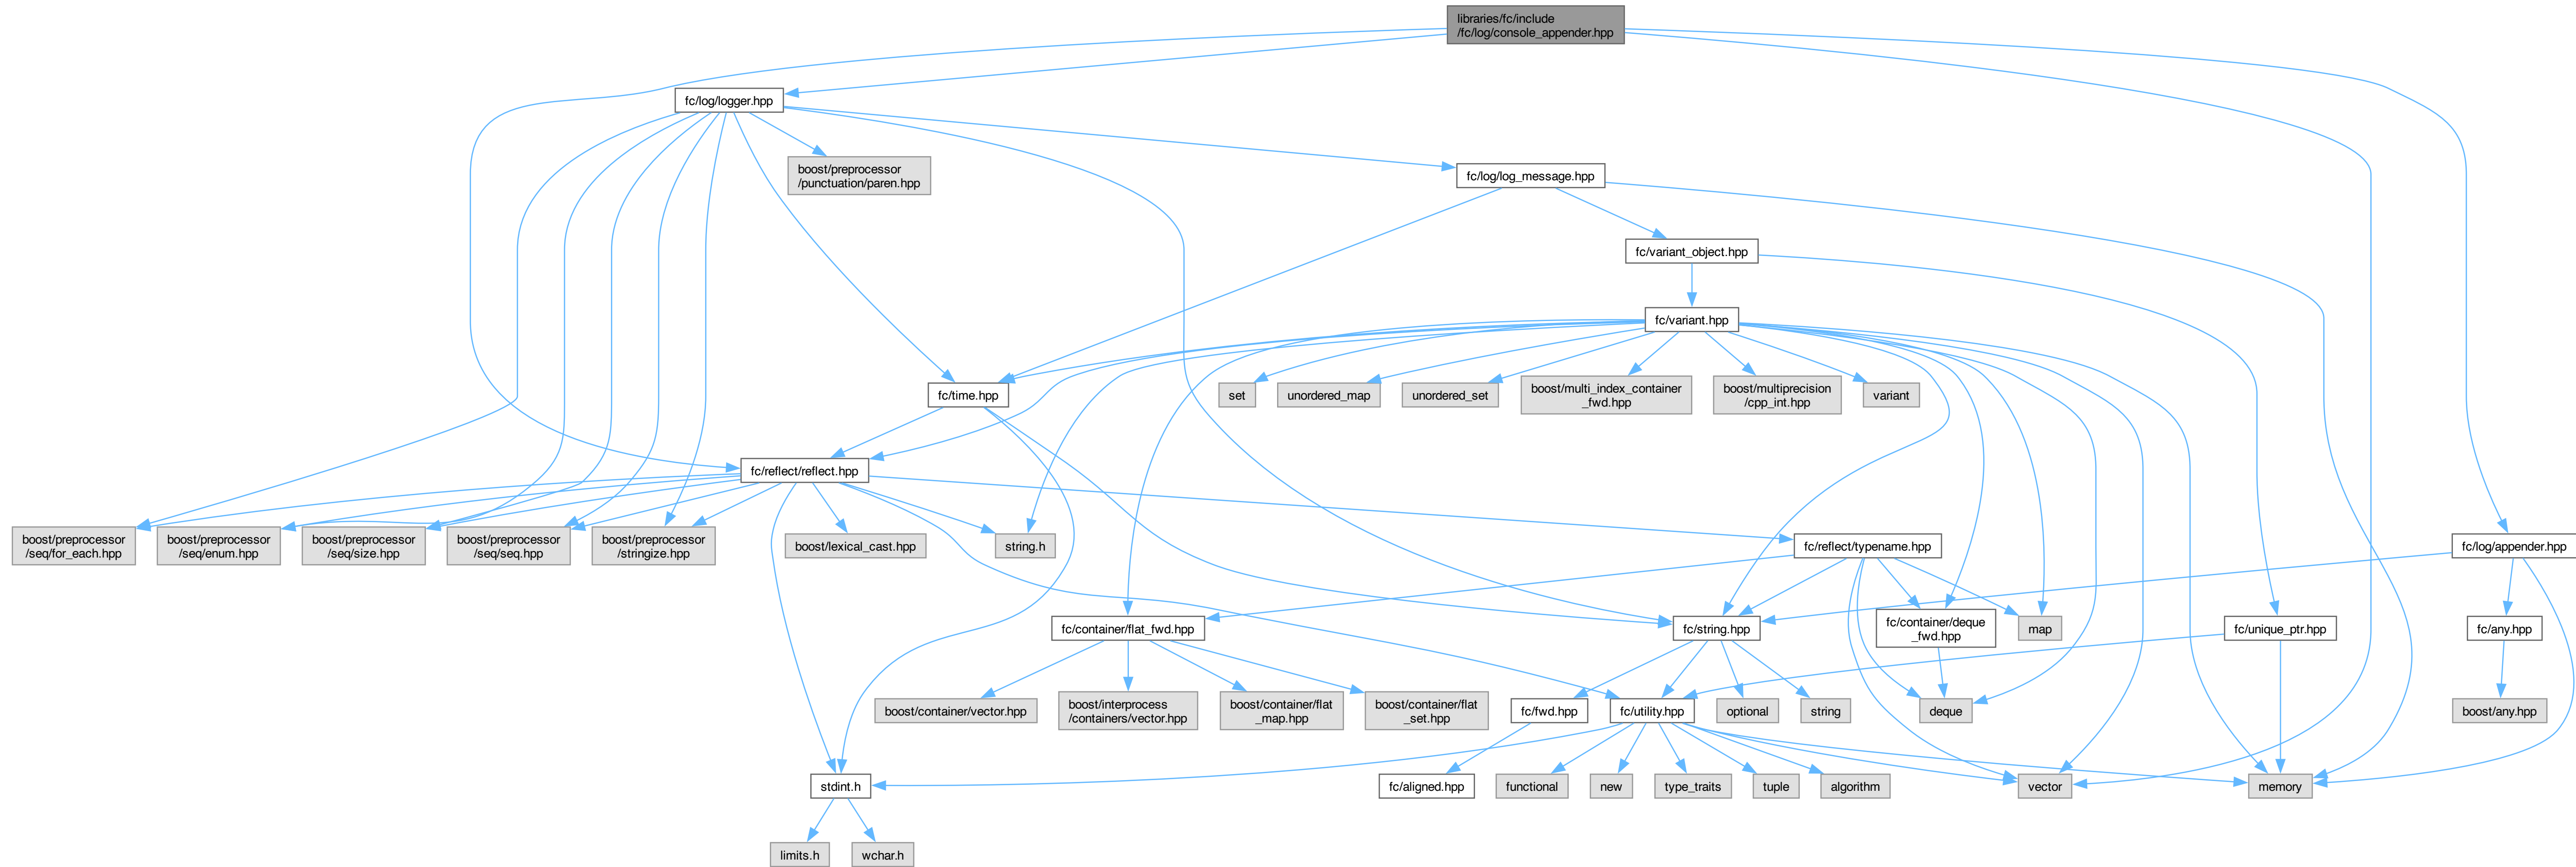 libraries/fc/include
/fc/log/console_appender.hpp
fc/log/logger.hpp
boost/preprocessor
/punctuation/paren.hpp
fc/log/log_message.hpp
fc/variant_object.hpp
fc/variant.hpp
fc/time.hpp
set
unordered_map
unordered_set
boost/multi_index_container
_fwd.hpp
boost/multiprecision
/cpp_int.hpp
variant
fc/reflect/reflect.hpp
boost/preprocessor
/seq/for_each.hpp
boost/preprocessor
/seq/enum.hpp
boost/preprocessor
/seq/size.hpp
boost/preprocessor
/seq/seq.hpp
boost/preprocessor
/stringize.hpp
boost/lexical_cast.hpp
string.h
fc/reflect/typename.hpp
fc/log/appender.hpp
fc/container/flat_fwd.hpp
fc/string.hpp
fc/container/deque
_fwd.hpp
map
fc/unique_ptr.hpp
fc/any.hpp
boost/container/vector.hpp
boost/interprocess
/containers/vector.hpp
boost/container/flat
_map.hpp
boost/container/flat
_set.hpp
fc/fwd.hpp
fc/utility.hpp
optional
string
deque
boost/any.hpp
stdint.h
fc/aligned.hpp
functional
new
type_traits
tuple
algorithm
vector
memory
limits.h
wchar.h